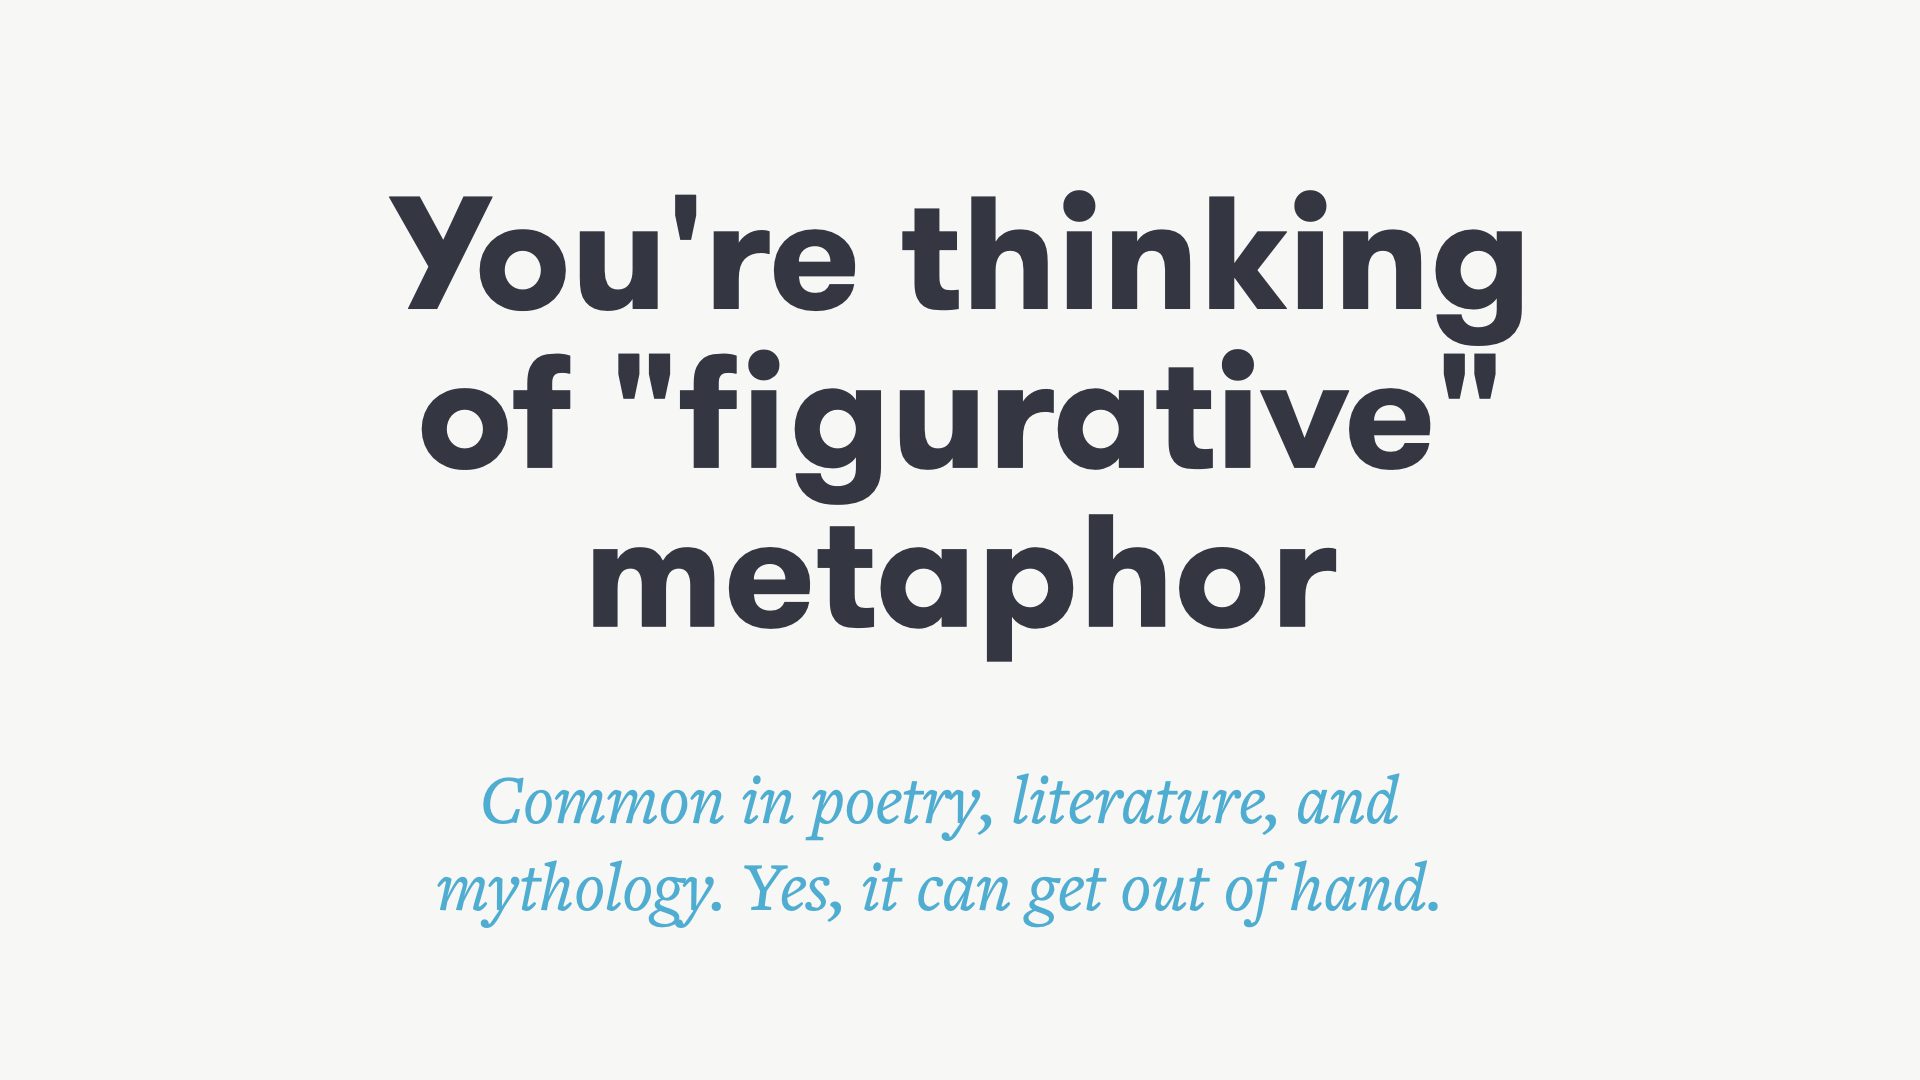 You're thinking
of "figurative"
metaphor
Common in poetry, literature, and
mythology. Yes, it can get out of hand.